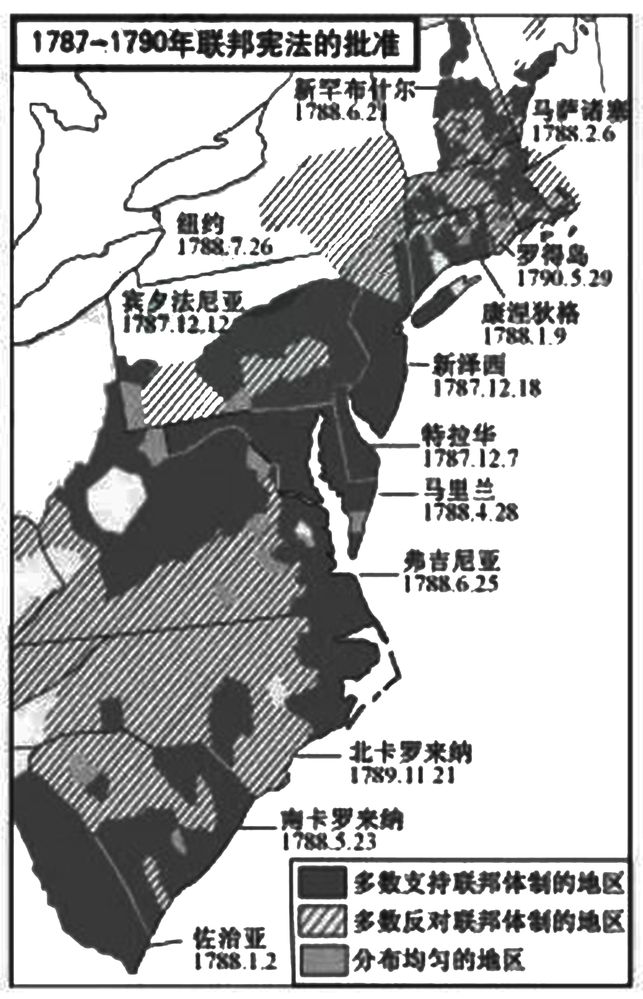 1787-1790年联邦宪法的批准
新罕布什尔
1788.6.21
马萨诸塞
1788.2.6
纽约
1788.7.26
罗得岛
1790.5.29
宾夕法尼亚
1787.12.12
康涅狄格
1788.1.9
新泽西
1787.12.18
特拉华
1787.12.7
马里兰
1788.4.28
弗吉尼亚
1788.6.25
北卡罗来纳
1789.11 21
南卡罗来纳
1788.5.23
佐治亚
1788.1.2
多数支持联邦体制的地区
多数反对联邦体制的地区
分布均匀的地区